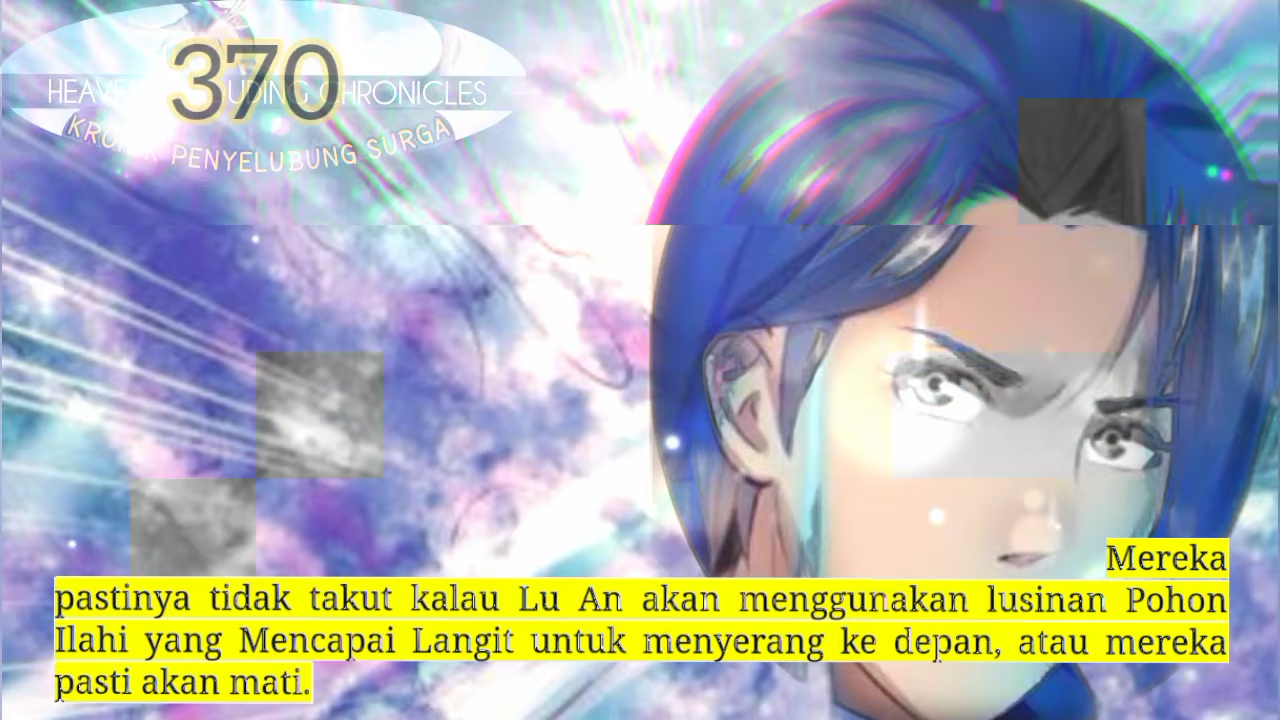 370
HEAVEN UDING CHRONICLES
PENYELUBUNG SURGA
Mereka
pastinya tidak takut kalau Lu An akan menggunakan lusinan Pohon
Ilahi yang Mencapai Langit untuk menyerang ke depan, atau mereka
pasti akan mati.